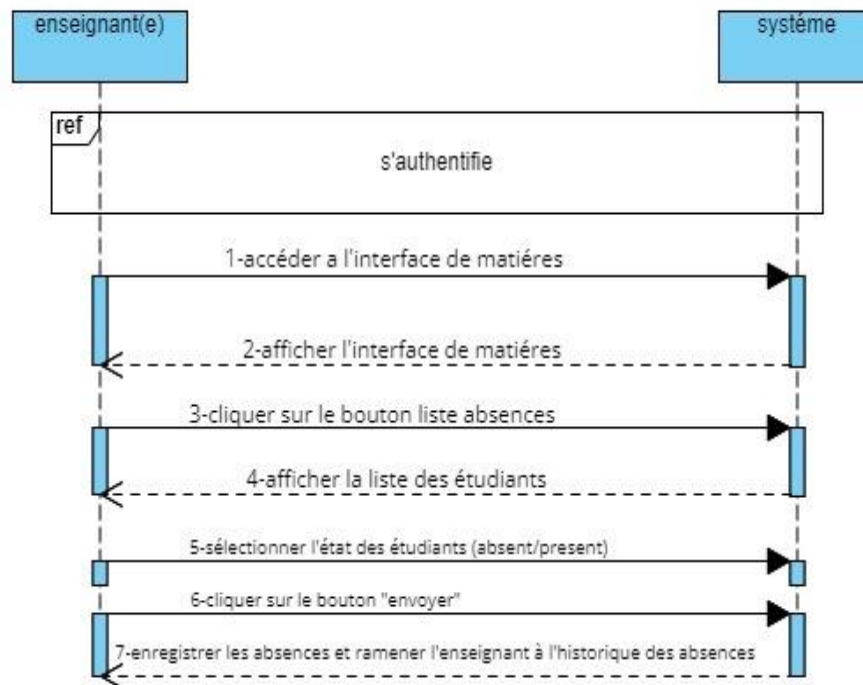 enseignant(e)
systéme
ref
s'authentifie
1-accéder a l'interface de matiéres
2-afficher l'interface de matiéres
3-cliquer sur le bouton liste absences
4-afficher la liste des étudiants
5-sélectionner l'état des étudiants (absent/present)
6-cliquer sur le bouton "envoyer"
7-enregistrer les absences et ramener l'enseignant à l'historique des absences